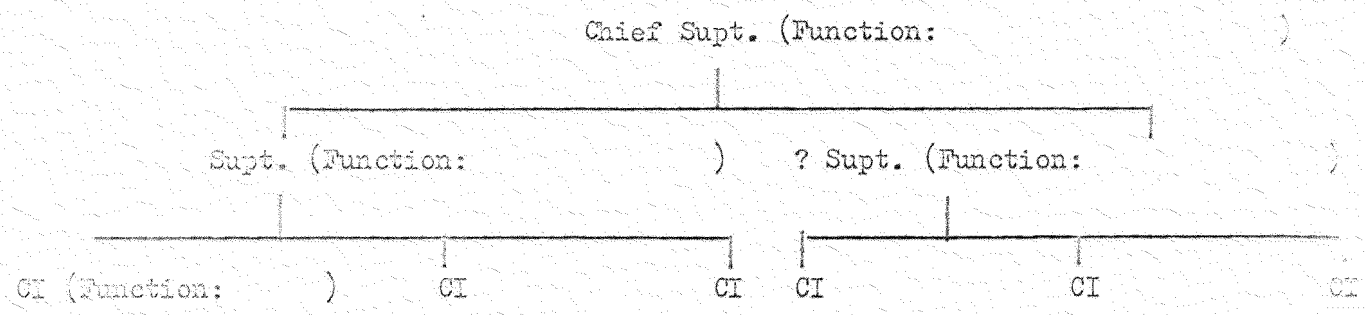 Chief Supt. (Function: )
Supt. (Function: ) ? Supt. (Function: )
CI (Function: ) CI CI CI CI CI